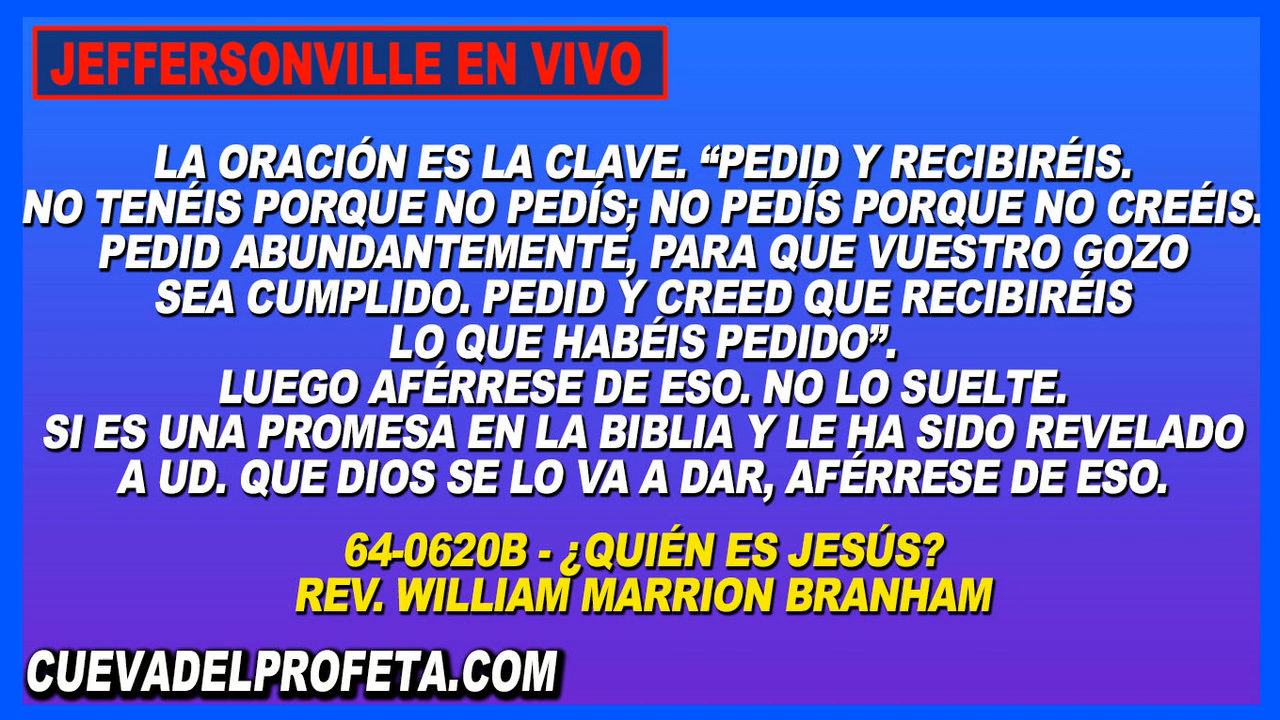 JEFFERSONVILLE EN VIVO
LA ORACIÓN ES LA CLAVE. “PEDID Y RECIBIRÉIS.
NO TENÉIS PORQUE NO PEDÍS; NO PEDÍS PORQUE NO CREÉIS.
PEDID ABUNDANTEMENTE, PARA QUE VUESTRO GOZO
SEA CUMPLIDO. PEDID Y CREED QUE RECIBIRÉIS
LO QUE HABÉIS PEDIDO”.
LUEGO AFÉRRESE DE ESO. NO LO SUELTE.
SI ES UNA PROMESA EN LA BIBLIA Y LE HA SIDO REVELADO
A UD. QUE DIOS SE LO VA A DAR, AFÉRRESE DE ESO.
64-0620B - ¿QUIÉN ES JESÚS?
REV. WILLIAM MARRION BRANHAM
CUEVADELPROFETA.COM